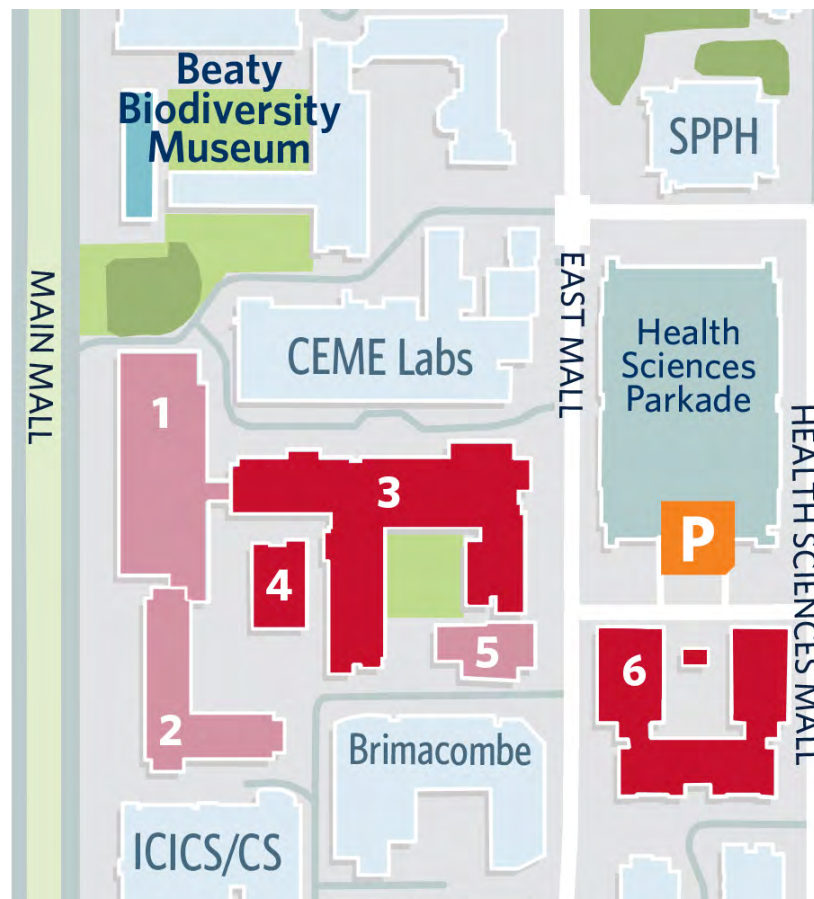 Beaty
Biodiversity
Museum
SPPH
MAIN MALL
EAST MALL
CEME Labs
Health
Sciences
Parkade
HEALTH SCIENCES MALL
1
3
P
4
5
6
2
Brimacombe
ICICS/CS